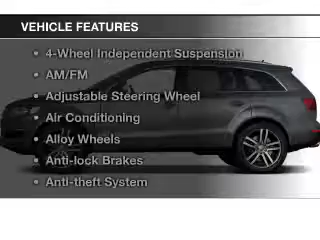 VEHICLE FEATURES
• 4-Wheel Independent Suspension
• AM/FM
• Adjustable Steering Wheel
• Air Conditioning
• Alloy Wheels
• Anti-lock Brakes
• Anti-theft System